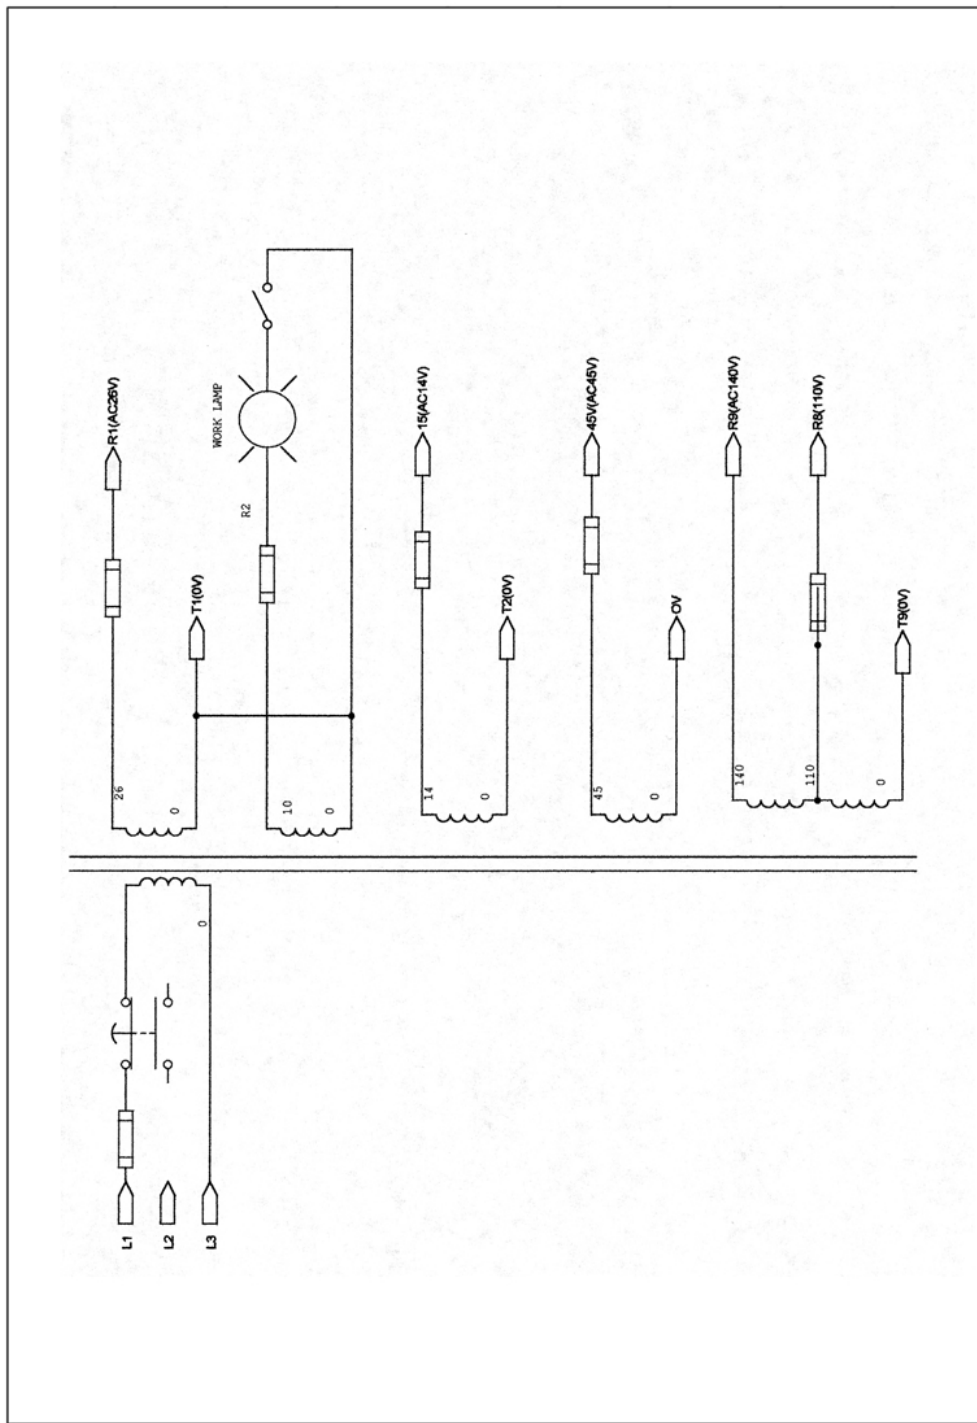 R1(AC26V)
26
T1(0V)
0
WORK LAMP
R2
10
0
15(AC14V)
14
T2(0V)
0
45V(AC45V)
45
OV
0
R9(AC140V)
140
R8(110V)
110
T9(0V)
0
0
L1
L2
L3